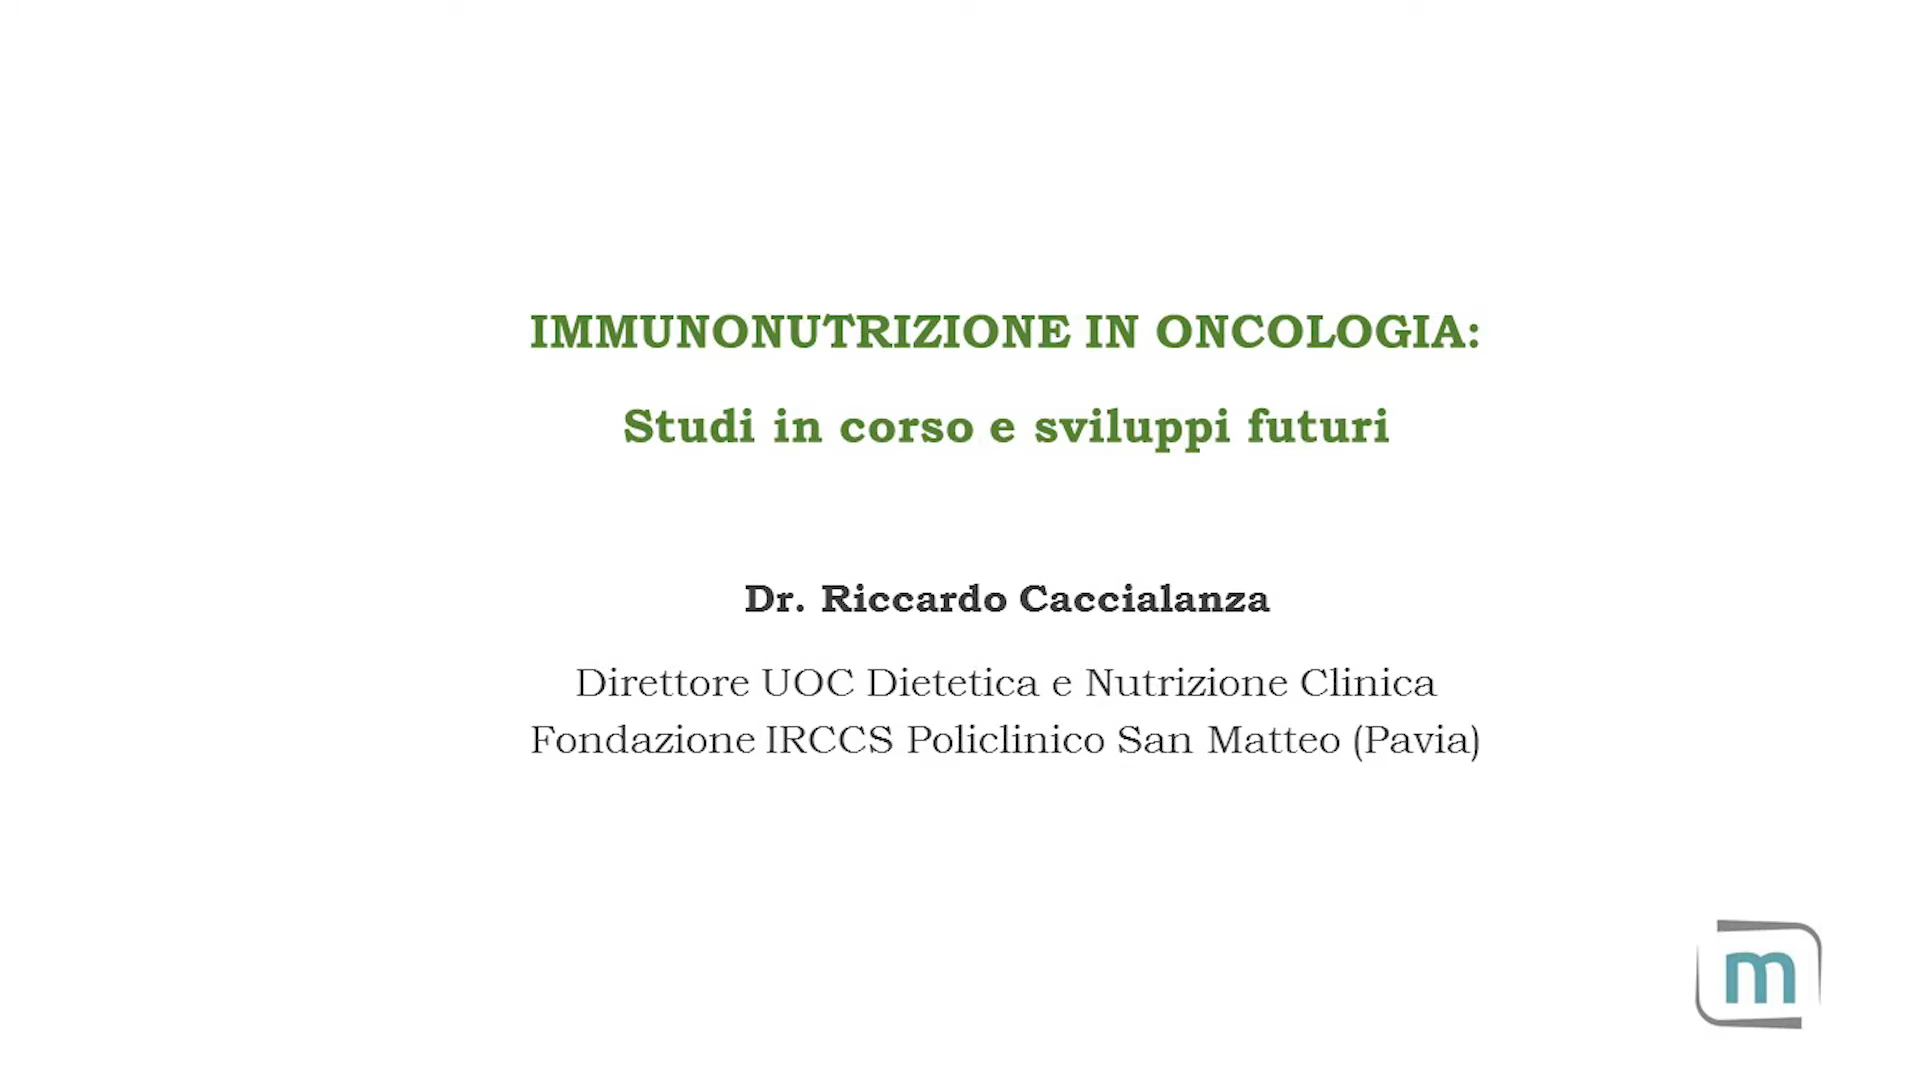 IMMUNONUTRIZIONE IN ONCOLOGIA:
Studi in corso e sviluppi futuri
Dr. Riccardo Caccialanza
Direttore UOC Dietetica e Nutrizione Clinica
Fondazione IRCCS Policlinico San Matteo (Pavia)
m